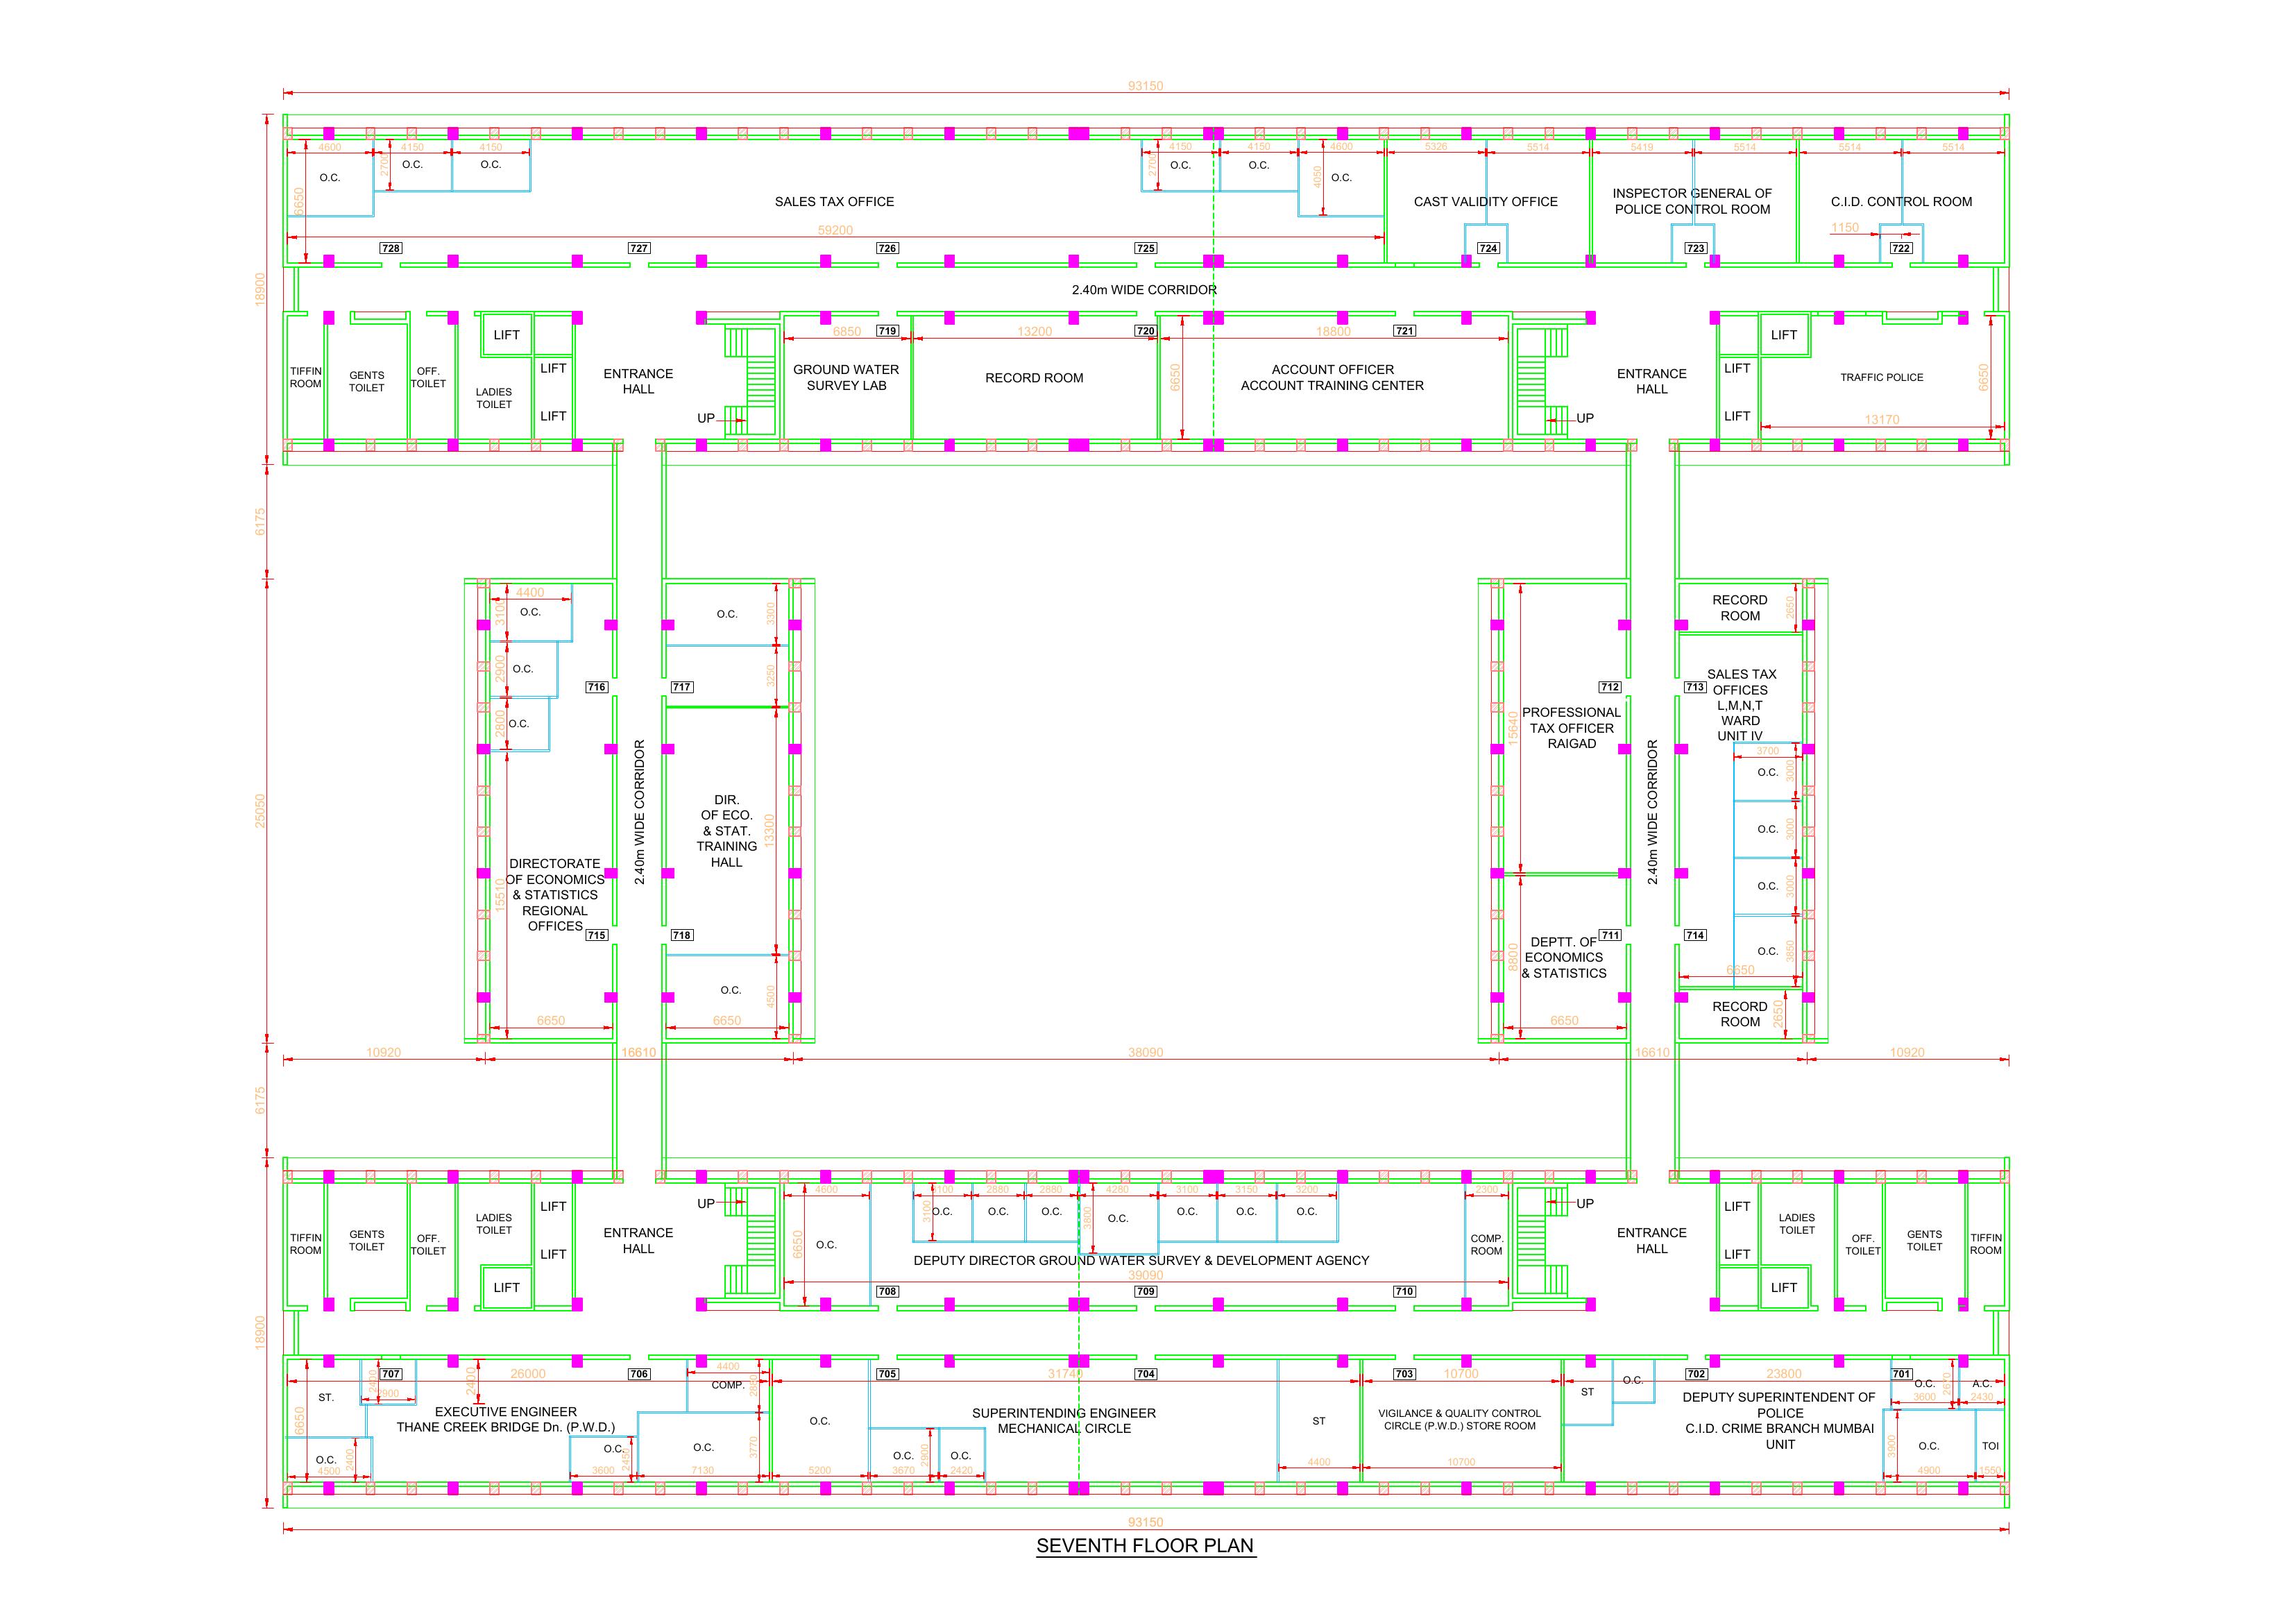 93150
4600
4150
4150
4150
4150
4600
5326
5514
5419
5514
5514
5514
2700
O.C.
O.C.
O.C.
2700
O.C.
O.C.
4050
O.C.
6650
SALES TAX OFFICE
CAST VALIDITY OFFICE
INSPECTOR GENERAL OF
POLICE CONTROL ROOM
C.I.D. CONTROL ROOM
59200
1150
728
727
726
725
724
723
722
18900
2.40m WIDE CORRIDOR
LIFT
6850
719
13200
720
18800
721
LIFT
TIFFIN
ROOM
GENTS
TOILET
OFF.
TOILET
LADIES
TOILET
LIFT
LIFT
ENTRANCE
HALL
UP
GROUND WATER
SURVEY LAB
RECORD ROOM
6650
ACCOUNT OFFICER
ACCOUNT TRAINING CENTER
UP
ENTRANCE
HALL
LIFT
LIFT
TRAFFIC POLICE
6650
13170
6175
4400
3100
O.C.
2900
O.C.
2800
O.C.
716
717
O.C.
3300
3250
25050
15510
DIRECTORATE
OF ECONOMICS
& STATISTICS
REGIONAL
OFFICES
715
718
2.40m WIDE CORRIDOR
DIR.
OF ECO.
& STAT.
TRAINING
HALL
13300
O.C.
4500
6650
6650
15640
PROFESSIONAL
TAX OFFICER
RAIGAD
712
713
RECORD
ROOM
2650
SALES TAX
OFFICES
L,M,N,T
WARD
UNIT IV
3700
O.C.
3000
O.C.
3000
O.C.
3000
O.C.
3850
2.40m WIDE CORRIDOR
8800
DEPTT. OF
ECONOMICS
& STATISTICS
711
714
6650
6650
RECORD
ROOM
2650
10920
16610
38090
16610
10920
6175
TIFFIN
ROOM
GENTS
TOILET
OFF.
TOILET
LADIES
TOILET
LIFT
LIFT
LIFT
ENTRANCE
HALL
UP
4600
6650
O.C.
3100
3100
O.C.
2880
O.C.
2880
O.C.
4280
3800
O.C.
3100
O.C.
3150
O.C.
3200
O.C.
2300
COMP.
ROOM
DEPUTY DIRECTOR GROUND WATER SURVEY & DEVELOPMENT AGENCY
39090
708
709
710
UP
ENTRANCE
HALL
LIFT
LIFT
LIFT
LADIES
TOILET
OFF.
TOILET
GENTS
TOILET
TIFFIN
ROOM
18900
707
26000
706
4400
705
31740
704
703
10700
702
23800
701
ST.
2400
2900
2400
COMP.
2850
6650
EXECUTIVE ENGINEER
THANE CREEK BRIDGE Dn. (P.W.D.)
O.C.
2400
4500
O.C.
2450
3600
O.C.
3770
7130
O.C.
5200
SUPERINTENDING ENGINEER
MECHANICAL CIRCLE
O.C.
2900
O.C.
3670
2420
ST
4400
VIGILANCE & QUALITY CONTROL
CIRCLE (P.W.D.) STORE ROOM
10700
ST
O.C.
DEPUTY SUPERINTENDENT OF
POLICE
C.I.D. CRIME BRANCH MUMBAI
UNIT
O.C.
2670
A.C.
3600
2430
3900
O.C.
TOI
4900
1550
93150
SEVENTH FLOOR PLAN